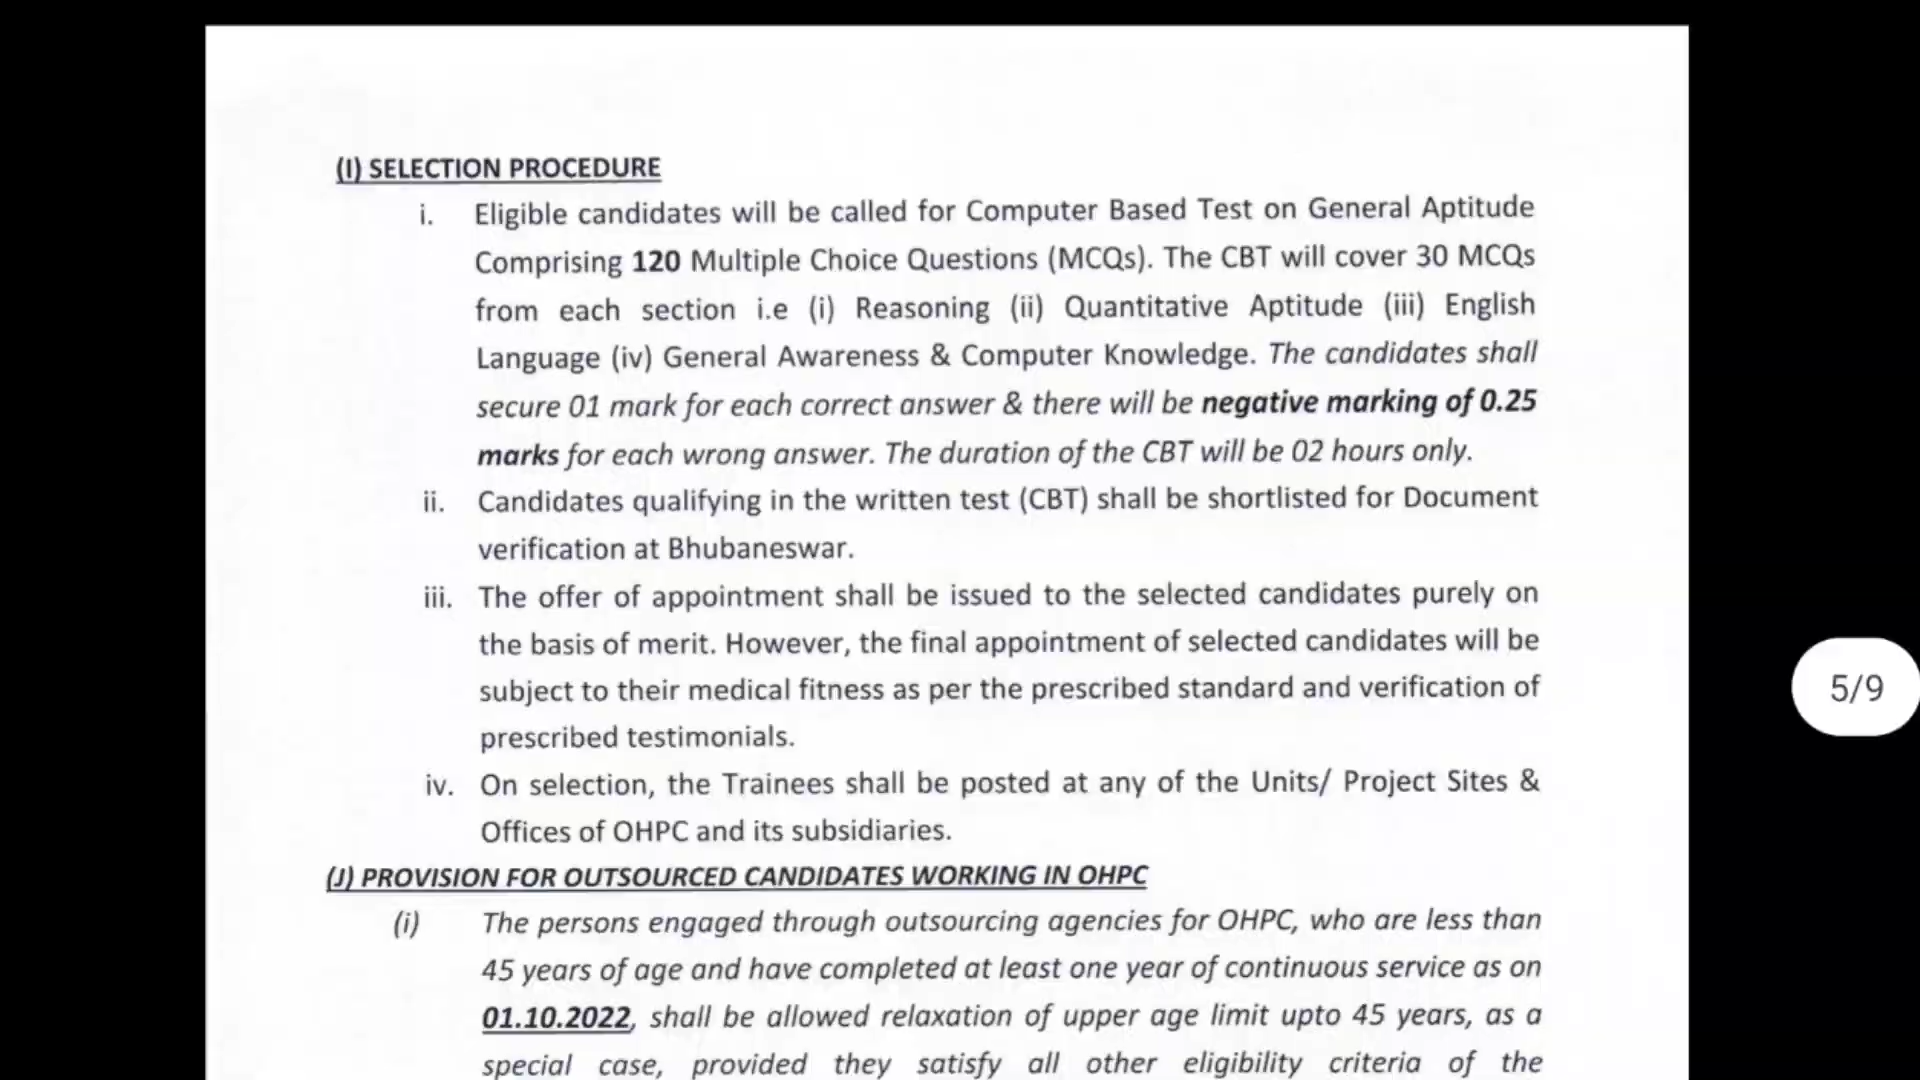 (I) SELECTION PROCEDURE
i. Eligible candidates will be called for Computer Based Test on General Aptitude
Comprising 120 Multiple Choice Questions (MCQs). The CBT will cover 30 MCQs
from each section i.e (i) Reasoning (ii) Quantitative Aptitude (iii) English
Language (iv) General Awareness & Computer Knowledge. The candidates shall
secure 01 mark for each correct answer & there will be negative marking of 0.25
marks for each wrong answer. The duration of the CBT will be 02 hours only.
ii. Candidates qualifying in the written test (CBT) shall be shortlisted for Document
verification at Bhubaneswar.
iii. The offer of appointment shall be issued to the selected candidates purely on
the basis of merit. However, the final appointment of selected candidates will be
subject to their medical fitness as per the prescribed standard and verification of
prescribed testimonials.
5/9
iv. On selection, the Trainees shall be posted at any of the Units/ Project Sites &
Offices of OHPC and its subsidiaries.
(J) PROVISION FOR OUTSOURCED CANDIDATES WORKING IN OHPC
(i) The persons engaged through outsourcing agencies for OHPC, who are less than
45 years of age and have completed at least one year of continuous service as on
01.10.2022, shall be allowed relaxation of upper age limit upto 45 years, as a
special case, provided they satisfy all other eligibility criteria of the